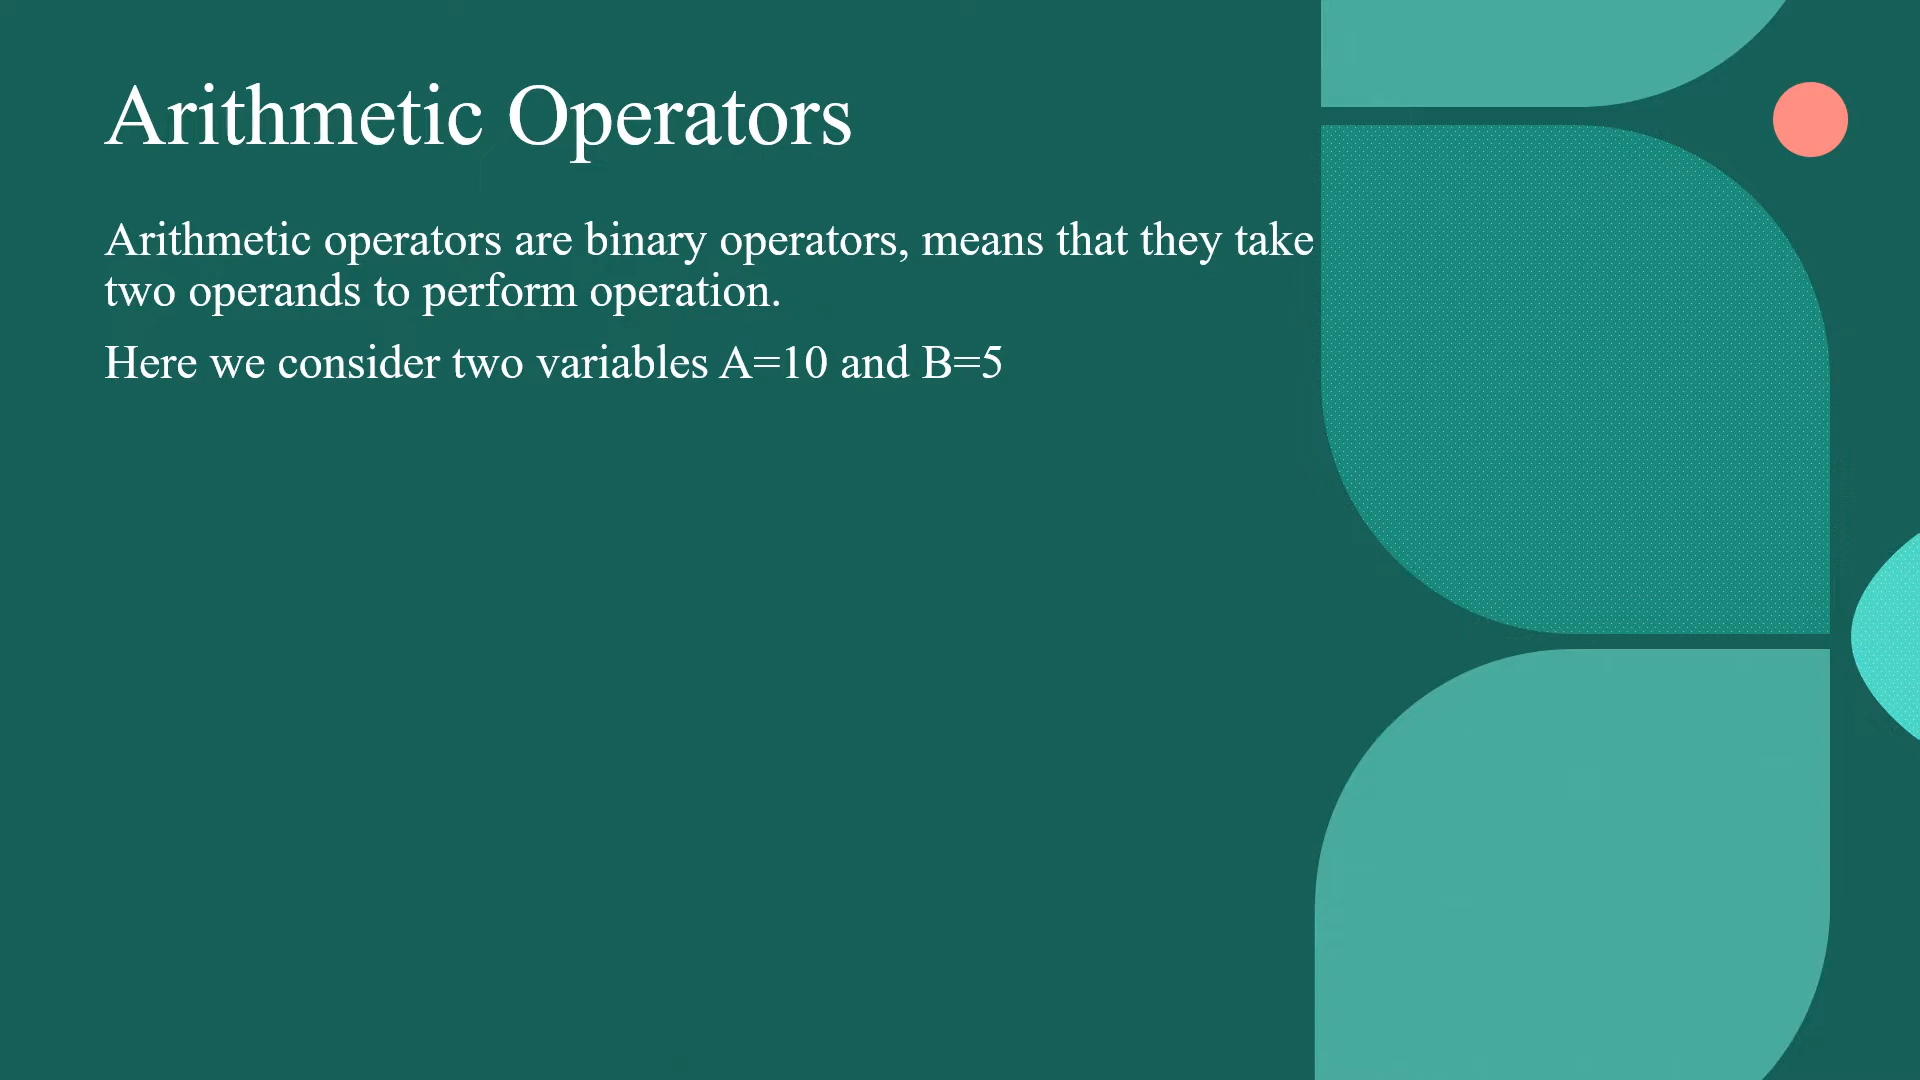 Arithmetic Operators
Arithmetic operators are binary operators, means that they take
two operands to perform operation.
Here we consider two variables A=10 and B=5